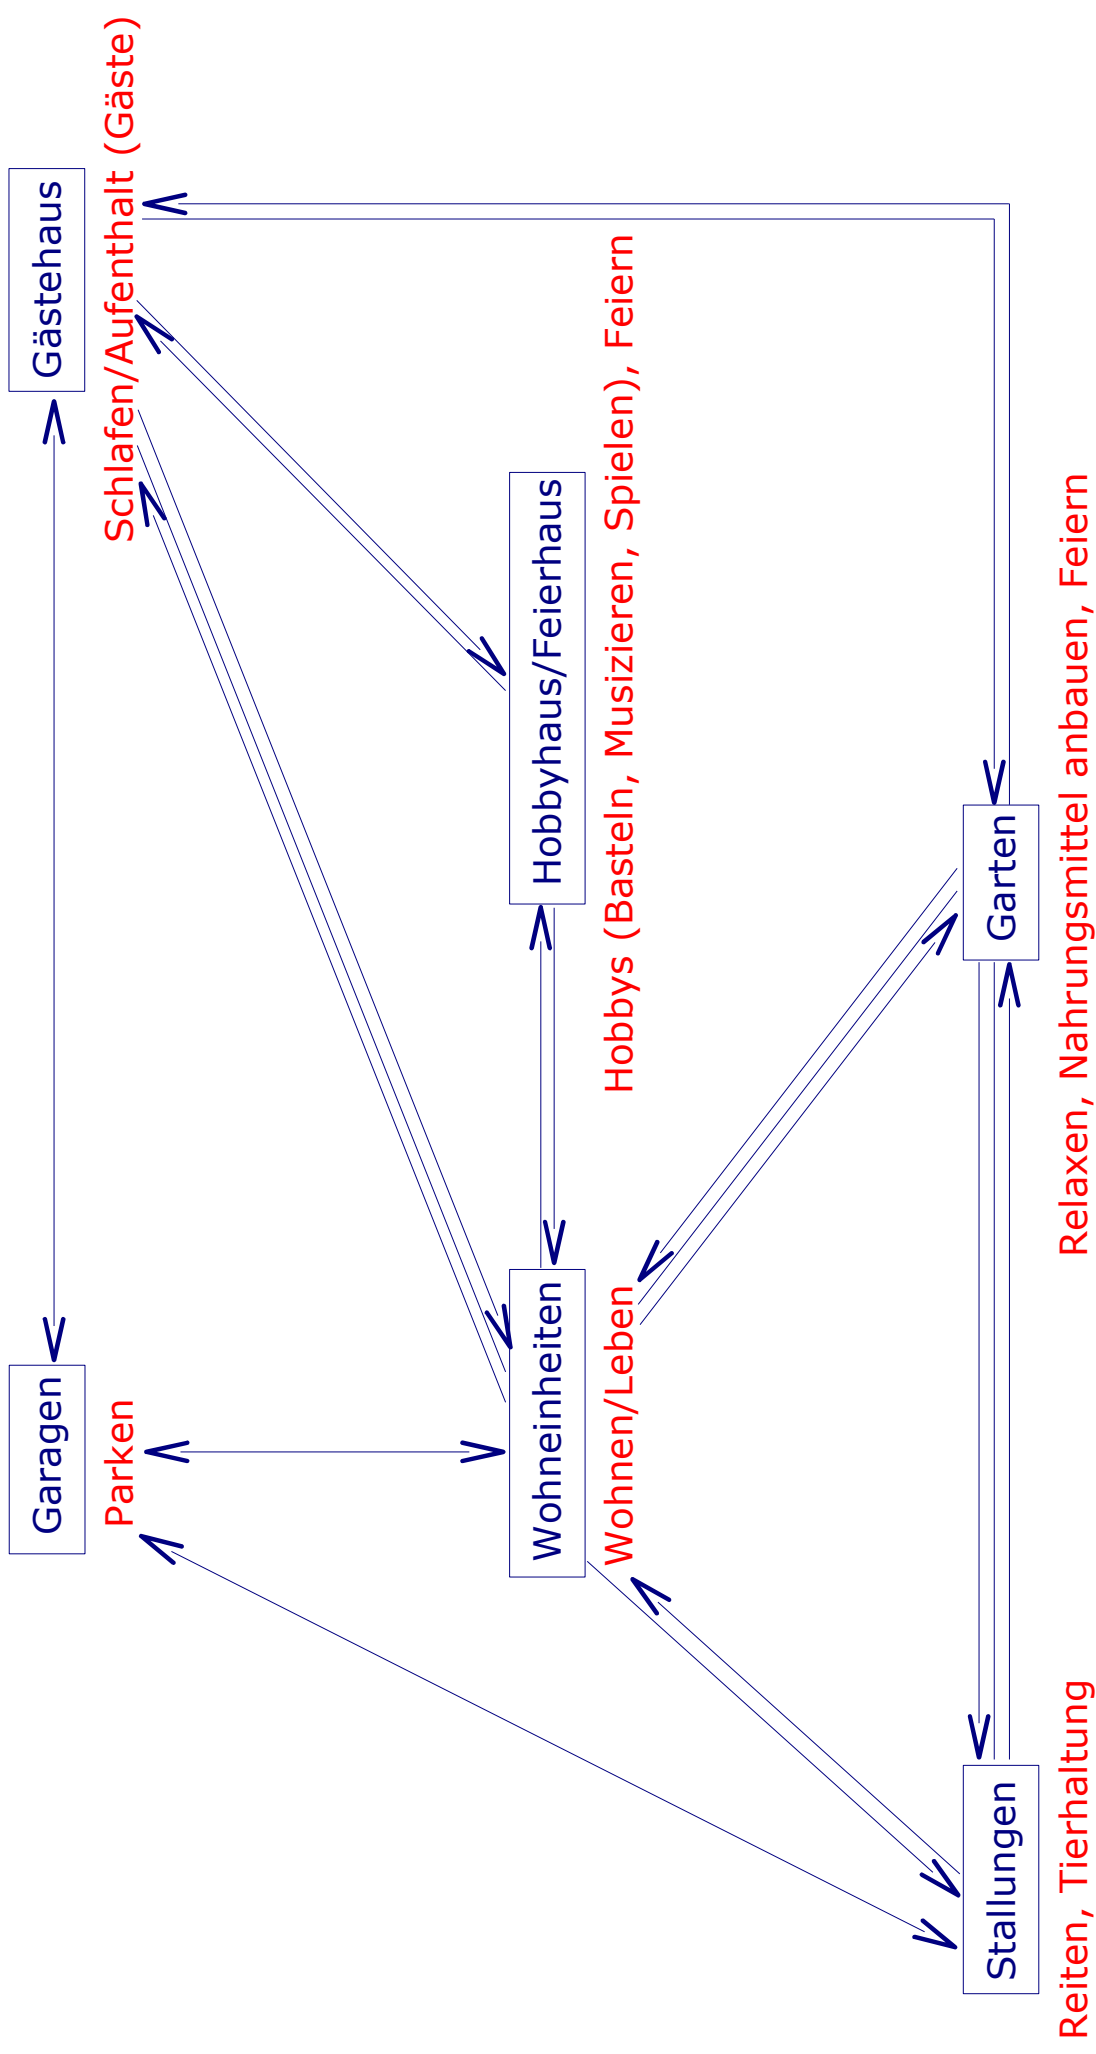 Garagen
Parken
Gästehaus
Schlafen/Aufenthalt (Gäste)
Wohneinheiten
Wohnen/Leben
Hobbyhaus/Feierhaus
Hobbys (Basteln, Musizieren, Spielen), Feiern
Stallungen
Reiten, Tierhaltung
Garten
Relaxen, Nahrungsmittel anbauen, Feiern